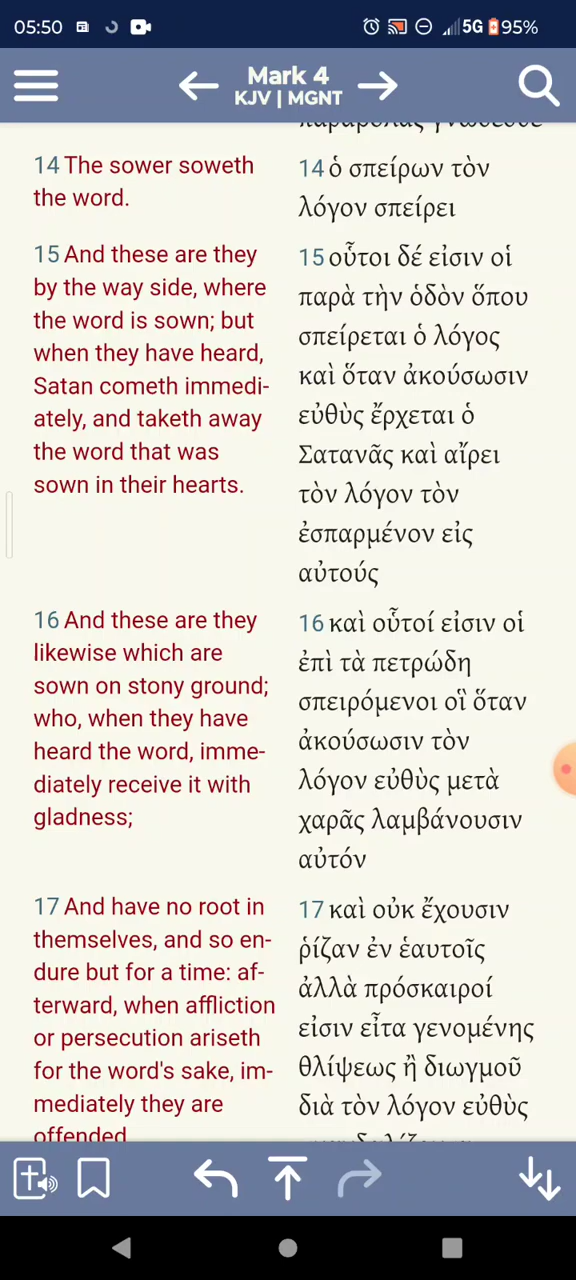 05:50
5G 95%
Mark 4
KJV | MGNT
14 The sower soweth
the word.
15 And these are they
by the way side, where
the word is sown; but
when they have heard,
Satan cometh immedi-
ately, and taketh away
the word that was
sown in their hearts.
16 And these are they
likewise which are
sown on stony ground;
who, when they have
heard the word, imme-
diately receive it with
gladness;
17 And have no root in
themselves, and so en-
dure but for a time: af-
terward, when affliction
or persecution ariseth
for the word's sake, im-
mediately they are
offended
14 ὁ σπείρων τὸν
λόγον σπείρει
15 οὗτοι δέ εἰσιν οἱ
παρὰ τὴν ὁδὸν ὅπου
σπείρεται ὁ λόγος
καὶ ὅταν ἀκούσωσιν
εὐθὺς ἔρχεται ὁ
Σατανᾶς καὶ αἴρει
τὸν λόγον τὸν
ἐσπαρμένον εἰς
αὐτούς
16 καὶ οὗτοί εἰσιν οἱ
ἐπὶ τὰ πετρώδη
σπειρόμενοι οἳ ὅταν
ἀκούσωσιν τὸν
λόγον εὐθὺς μετὰ
χαρᾶς λαμβάνουσιν
αὐτόν
17 καὶ οὐκ ἔχουσιν
ῥίζαν ἐν ἑαυτοῖς
ἀλλὰ πρόσκαιροί
εἰσιν εἶτα γενομένης
θλίψεως ἢ διωγμοῦ
διὰ τὸν λόγον εὐθὺς